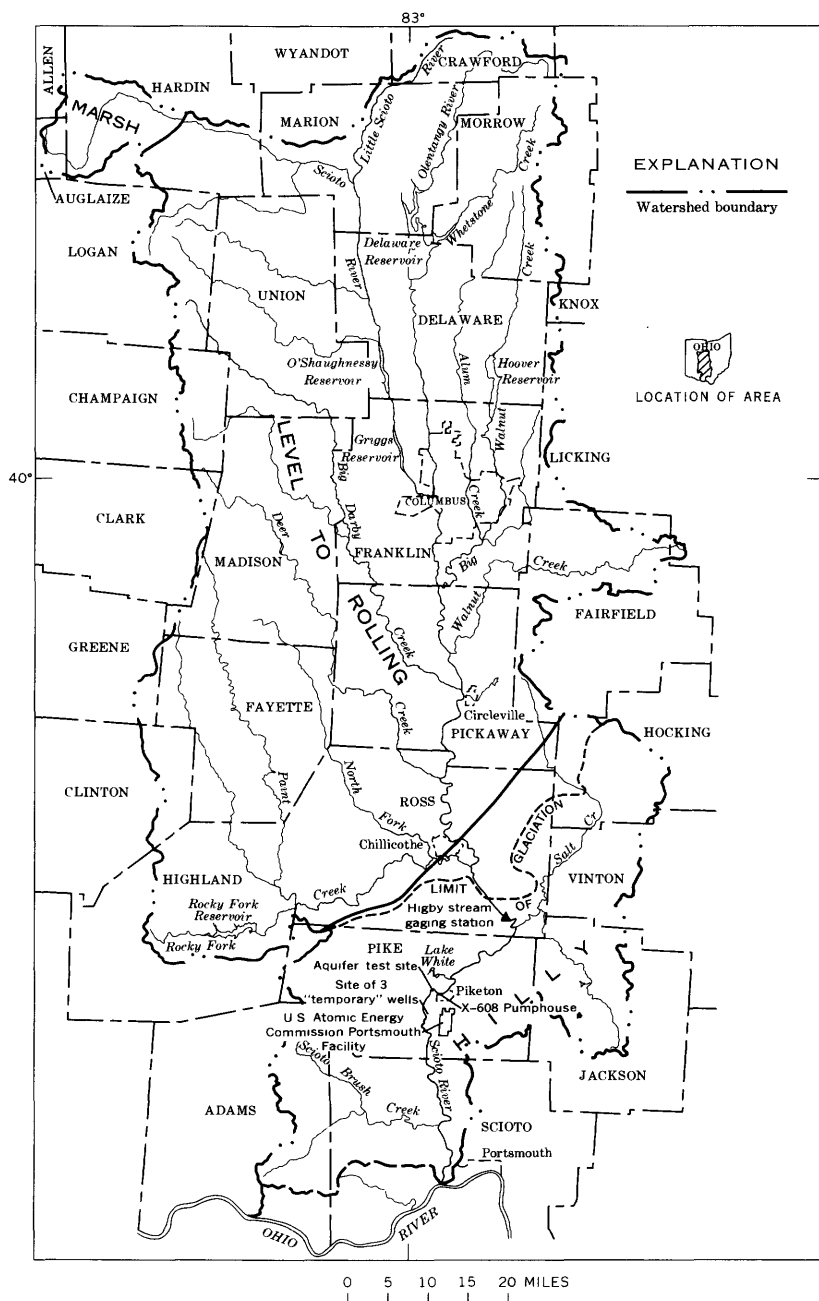 83°
WYANDOT
CRAWFORD
ALLEN
HARDIN
MARSH
MARION
Little Scioto River
Olentangy River
MORROW
Creek
Scioto
EXPLANATION
Watershed boundary
AUGLAIZE
Whetstone
LOGAN
Delaware
Reservoir
River
Creek
UNION
KNOX
DELAWARE
OHIO
LOCATION OF AREA
O'Shaughnessy
Reservoir
Alum
Hoover
Reservoir
CHAMPAIGN
LEVEL
Griggs
Reservoir
Big
Walnut
LICKING
40°
COLUMBUS
Creek
CLARK
TO
Darby
Deer
MADISON
FRANKLIN
Big
Creek
Walnut
FAIRFIELD
GREENE
ROLLING
Creek
FAYETTE
Circleville
PICKAWAY
Creek
HOCKING
CLINTON
Paint
North
Fork
ROSS
GLACIATION
Salt Cr
Chillicothe
HIGHLAND
Creek
LIMIT
OF
VINTON
Rocky Fork
Reservoir
Higby stream
gaging station
Rocky Fork
PIKE
Lake
White
Aquifer test site
HILLY
Site of 3
"temporary" wells
Piketon
X-608 Pumphouse
U S Atomic Energy
Commission Portsmouth
Facility
JACKSON
Scioto
Brush
Creek
Scioto
River
ADAMS
SCIOTO
Portsmouth
OHIO
RIVER
0 5 10 15 20 MILES